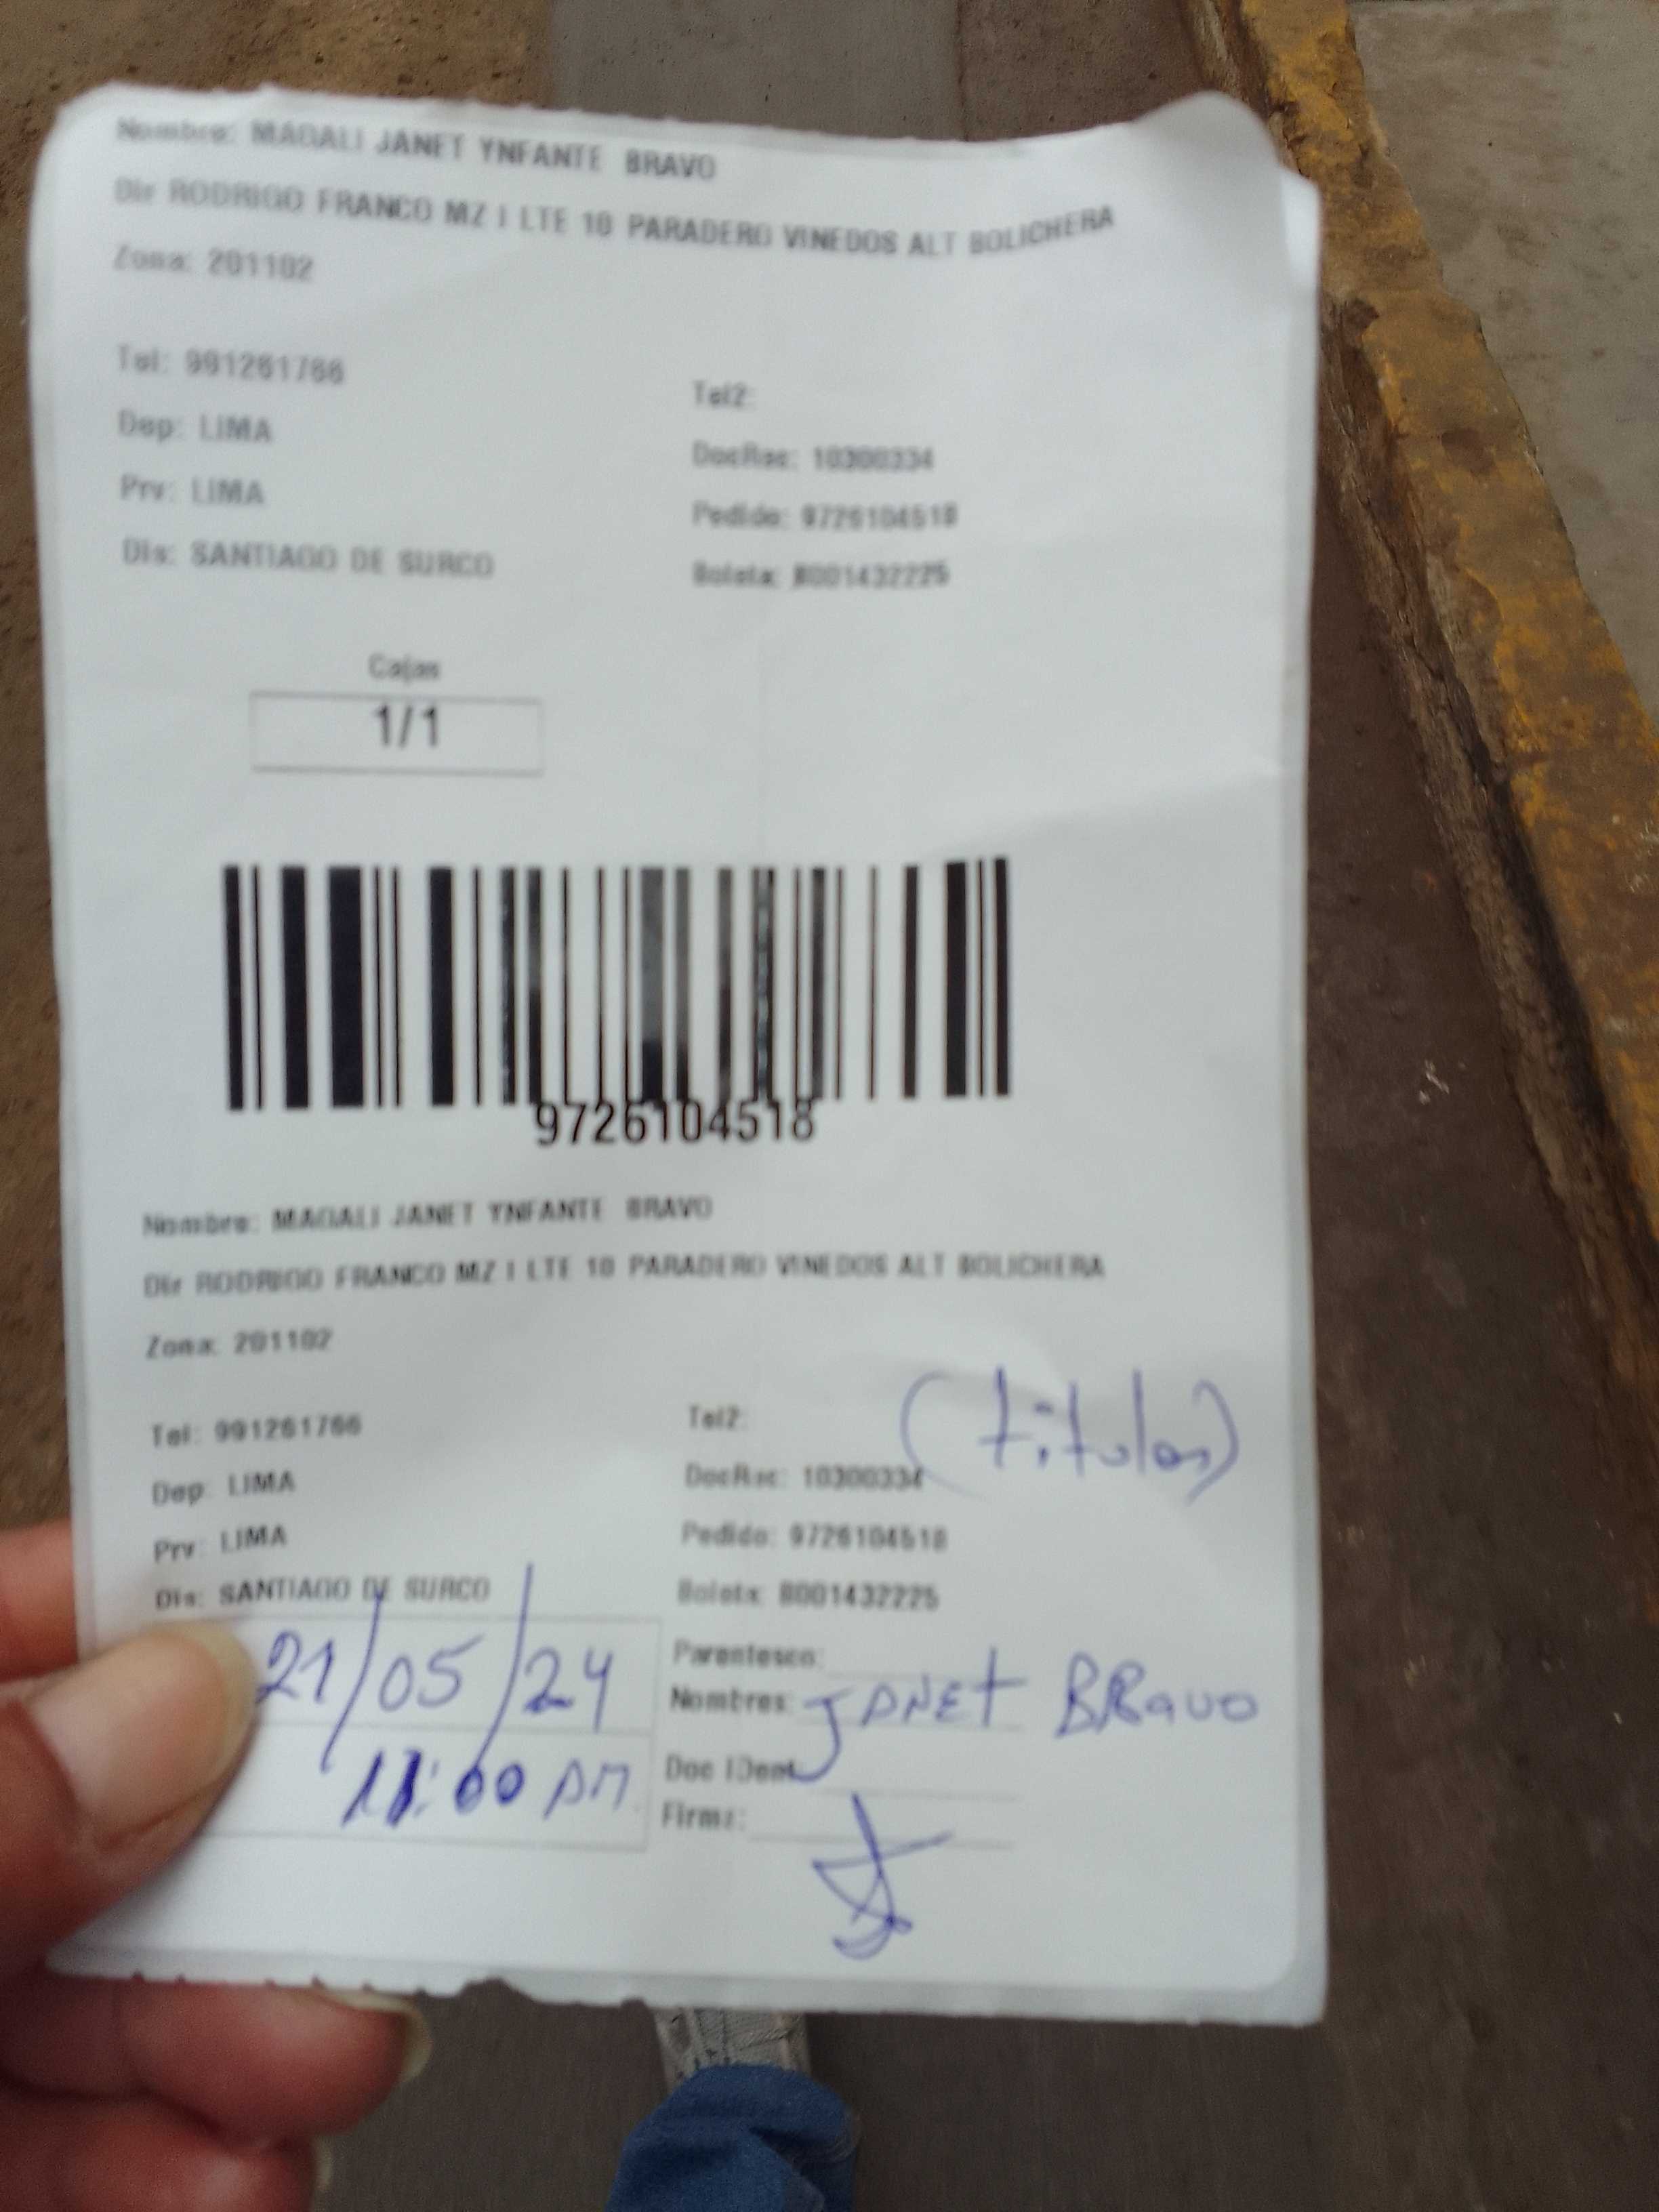 Nombre: MAGALI JANET YNFANTE BRAVO
Dir RODRIGO FRANCO MZ I LTE 10 PARADERO VINEDOS ALT BOLICHERA
Zona: 201102
Tel: 991261766
Tel2:
Dep: LIMA
DocRec: 10300334
Prv: LIMA
Pedido: 9726104518
Dis: SANTIAGO DE SURCO
Boleta: B001432225
Cajas
1/1
9726104518
Nombre: MAGALI JANET YNFANTE BRAVO
Dir RODRIGO FRANCO MZ I LTE 10 PARADERO VINEDOS ALT BOLICHERA
Zona: 201102
(titular)
Tel: 991261766
Tel2:
Dep: LIMA
DocRec: 10300334
Prv: LIMA
Pedido: 9726104518
Dis: SANTIAGO DE SURCO
Boleta: B001432225
21/05/24
Parentesco:
Nombres: JANET BRavo
11:00 AM
Doc IDent
Firma: